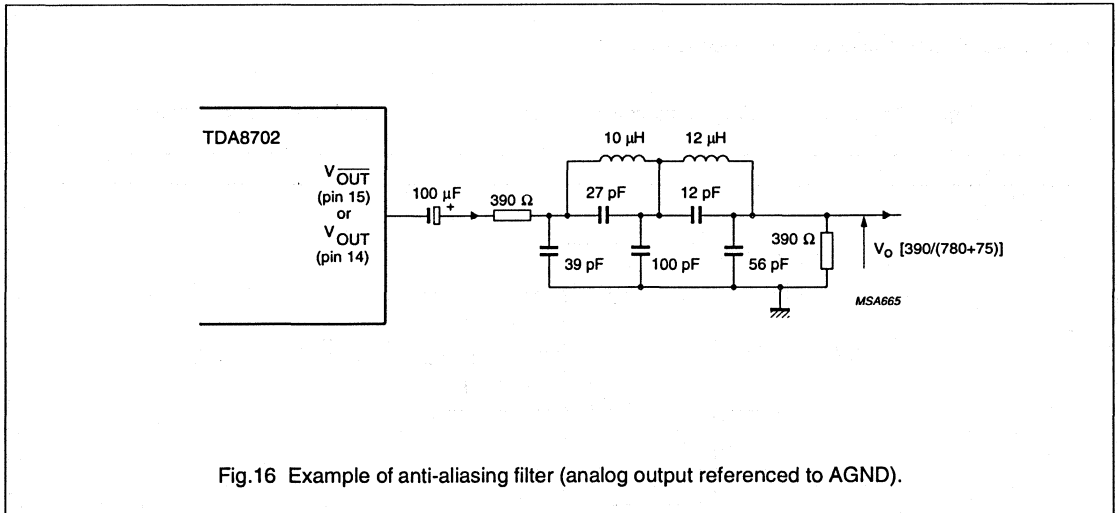 TDA8702
V OUT
(pin 15)
or
V OUT
(pin 14)
100 µF
+
390 Ω
10 µH
12 µH
27 pF
12 pF
39 pF
100 pF
56 pF
390 Ω
VO [390/(780+75)]
MSA665
Fig.16 Example of anti-aliasing filter (analog output referenced to AGND).